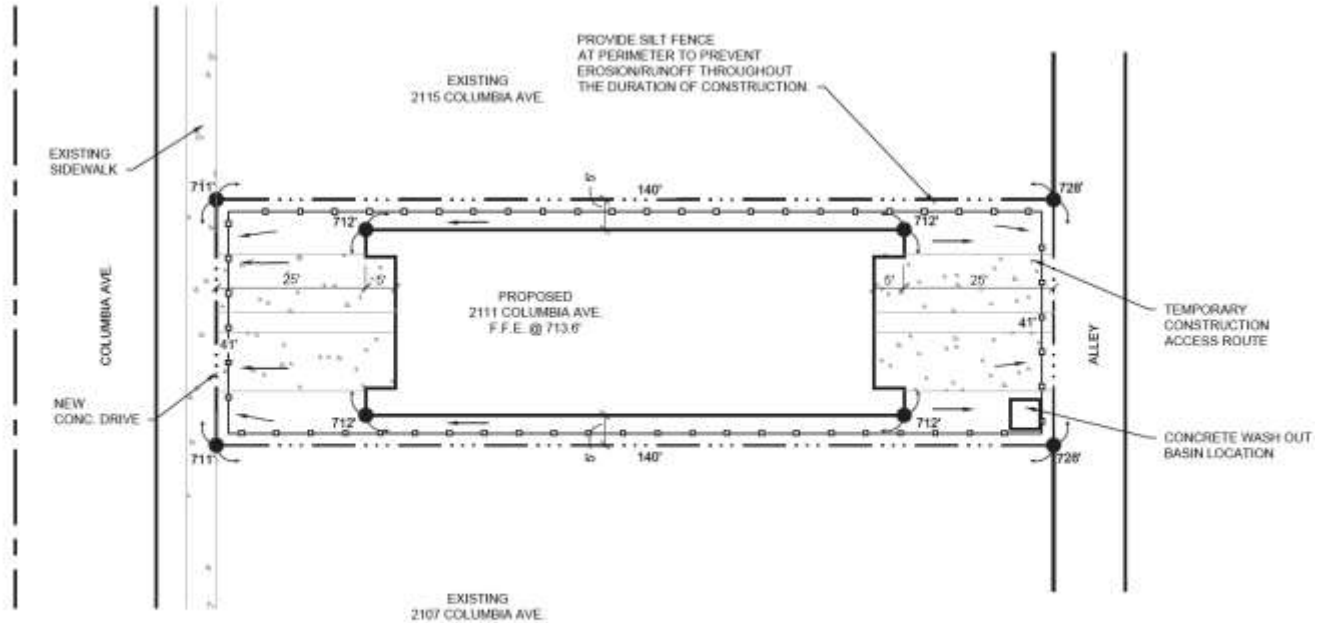 PROVIDE SILT FENCE
AT PERIMETER TO PREVENT
EROSION/RUNOFF THROUGHOUT
THE DURATION OF CONSTRUCTION.
EXISTING
2115 COLUMBIA AVE.
EXISTING
SIDEWALK
711'
5'
140'
728'
712'
712'
25'
5'
5'
25'
PROPOSED
2111 COLUMBIA AVE.
F.F.E. @ 713.6'
COLUMBIA AVE.
41'
41'
ALLEY
TEMPORARY
CONSTRUCTION
ACCESS ROUTE
NEW
CONC. DRIVE
712'
712'
CONCRETE WASH OUT
BASIN LOCATION
711'
5'
140'
728'
EXISTING
2107 COLUMBIA AVE.